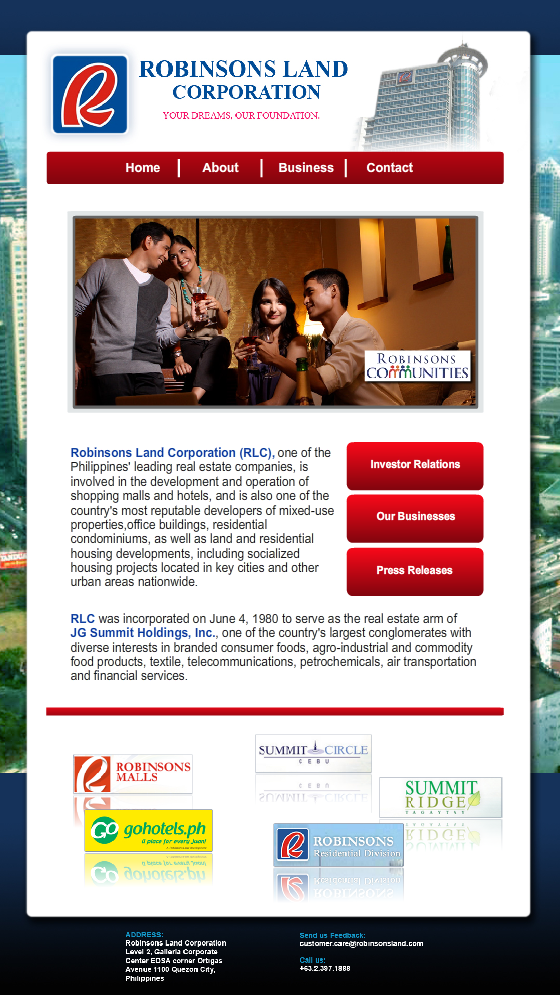 ROBINSONS LAND
CORPORATION
YOUR DREAMS. OUR FOUNDATION.
Home
About
Business
Contact
ROBINSONS
COMMUNITIES
Robinsons Land Corporation (RLC), one of the
Philippines' leading real estate companies, is
involved in the development and operation of
shopping malls and hotels, and is also one of the
country's most reputable developers of mixed-use
properties,office buildings, residential
condominiums, as well as land and residential
housing developments, including socialized
housing projects located in key cities and other
urban areas nationwide.
Investor Relations
Our Businesses
Press Releases
RLC was incorporated on June 4, 1980 to serve as the real estate arm of
JG Summit Holdings, Inc., one of the country's largest conglomerates with
diverse interests in branded consumer foods, agro-industrial and commodity
food products, textile, telecommunications, petrochemicals, air transportation
and financial services.
ROBINSONS
MALLS
SUMMIT CIRCLE
CEBU
SUMMIT
RIDGE
TAGAYTAY
Go gohotels.ph
a place for every juan!
ROBINSONS
Residential Division
ADDRESS:
Robinsons Land Corporation
Level 2, Galleria Corporate
Center EDSA corner Ortigas
Avenue 1100 Quezon City,
Philippines
Send us Feedback:
customer.care@robinsonsland.com
Call us:
+63.2.397.1888